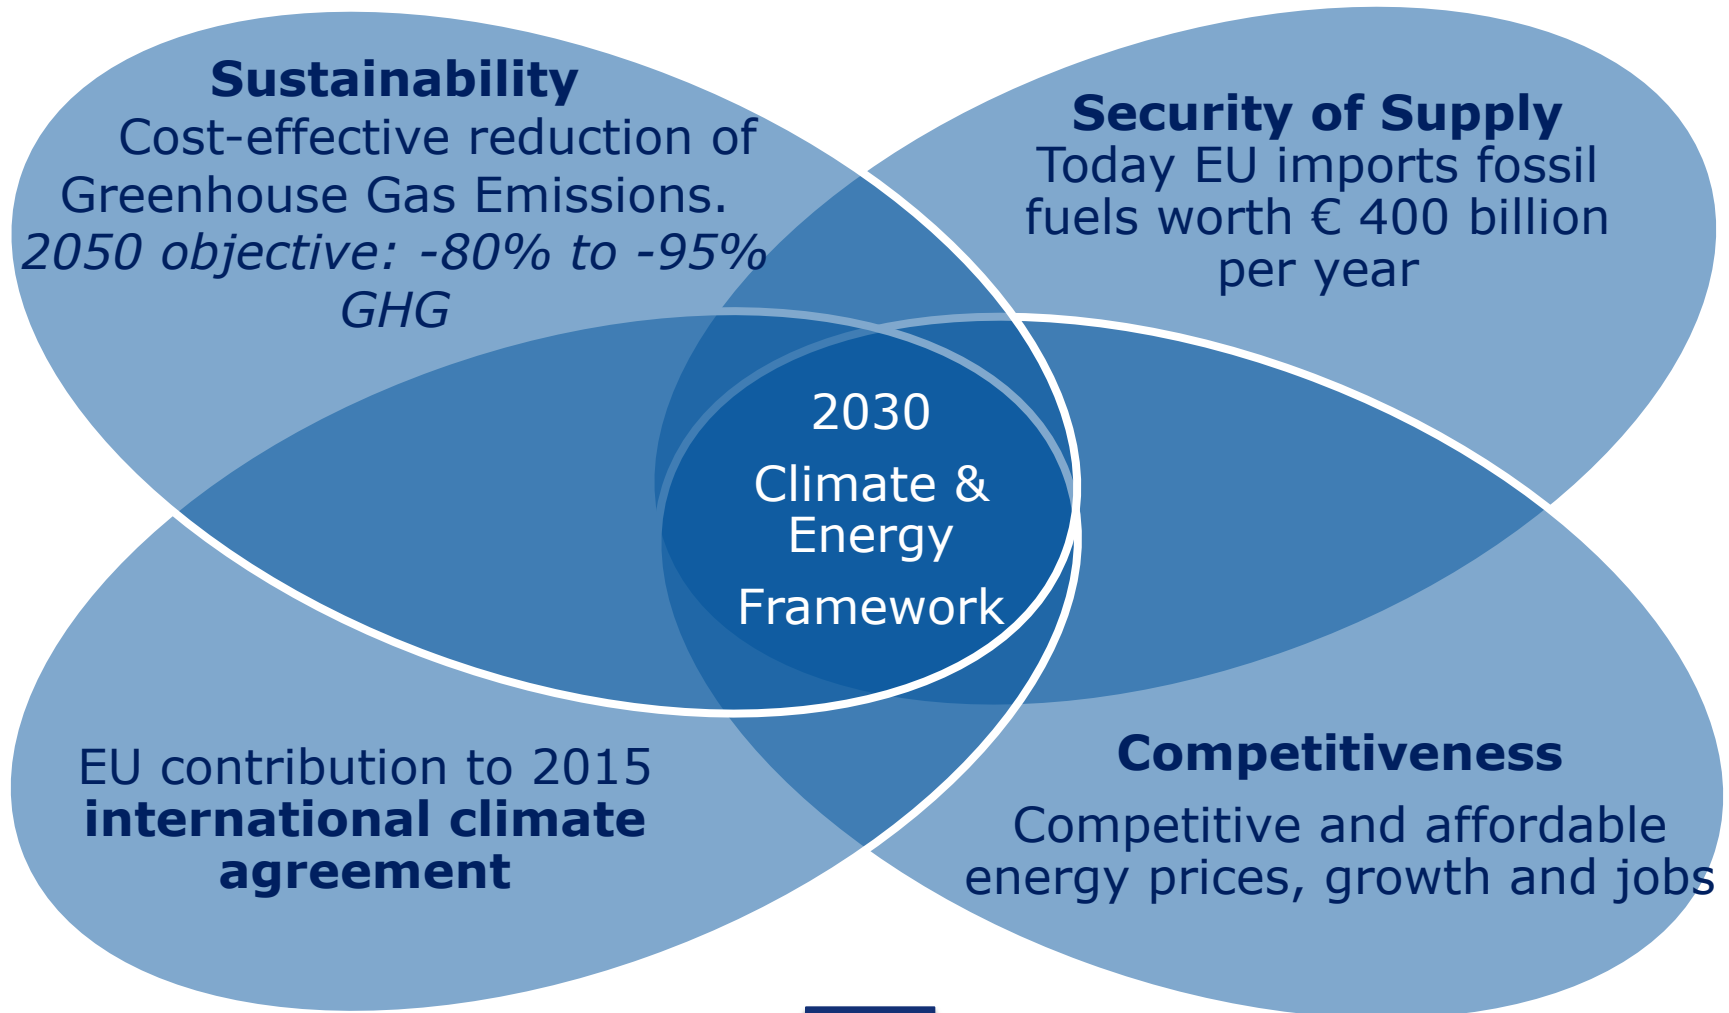 Sustainability
Cost-effective reduction of
Greenhouse Gas Emissions.
2050 objective: -80% to -95%
GHG
Security of Supply
Today EU imports fossil
fuels worth € 400 billion
per year
2030
Climate &
Energy
Framework
EU contribution to 2015
international climate
agreement
Competitiveness
Competitive and affordable
energy prices, growth and jobs